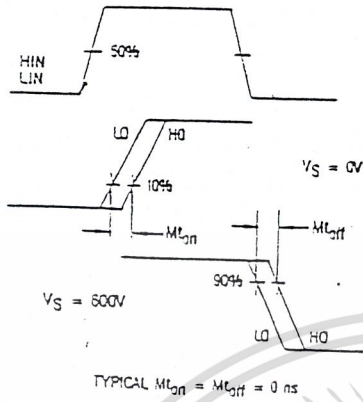 HIN
LIN
50%
LO
HO
VS = 0V
10%
Mton
Mtoff
90%
VS = 600V
LO
HO
TYPICAL Mton = Mtoff = 0 ns